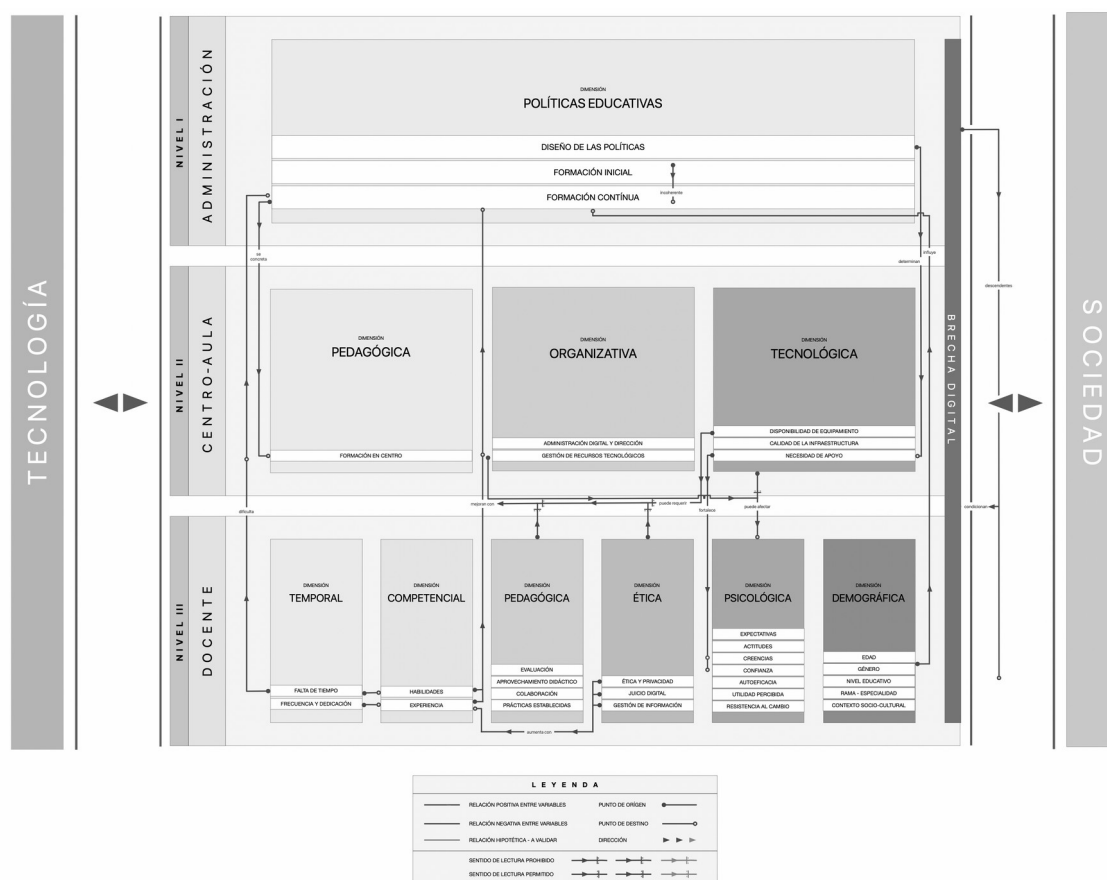 TECNOLOGÍA
SOCIEDAD
BRECHA DIGITAL
NIVEL I
ADMINISTRACIÓN
DIMENSIÓN
POLÍTICAS EDUCATIVAS
DISEÑO DE LAS POLÍTICAS
FORMACIÓN INICIAL
incoherente
FORMACIÓN CONTÍNUA
se
concreta
influye
determinan
descendentes
NIVEL II
CENTRO-AULA
DIMENSIÓN
PEDAGÓGICA
FORMACIÓN EN CENTRO
DIMENSIÓN
ORGANIZATIVA
ADMINISTRACIÓN DIGITAL Y DIRECCIÓN
GESTIÓN DE RECURSOS TECNOLÓGICOS
DIMENSIÓN
TECNOLÓGICA
DISPONIBILIDAD DE EQUIPAMIENTO
CALIDAD DE LA INFRAESTRUCTURA
NECESIDAD DE APOYO
dificulta
mejoran con
puede requerir
fortalece
puede afectar
condicionan
NIVEL III
DOCENTE
DIMENSIÓN
TEMPORAL
FALTA DE TIEMPO
FRECUENCIA Y DEDICACIÓN
DIMENSIÓN
COMPETENCIAL
HABILIDADES
EXPERIENCIA
DIMENSIÓN
PEDAGÓGICA
EVALUACIÓN
APROVECHAMIENTO DIDÁCTICO
COLABORACIÓN
PRÁCTICAS ESTABLECIDAS
DIMENSIÓN
ÉTICA
ÉTICA Y PRIVACIDAD
JUICIO DIGITAL
GESTIÓN DE INFORMACIÓN
DIMENSIÓN
PSICOLÓGICA
EXPECTATIVAS
ACTITUDES
CREENCIAS
CONFIANZA
AUTOEFICACIA
UTILIDAD PERCIBIDA
RESISTENCIA AL CAMBIO
DIMENSIÓN
DEMOGRÁFICA
EDAD
GÉNERO
NIVEL EDUCATIVO
RAMA - ESPECIALIDAD
CONTEXTO SOCIO-CULTURAL
aumenta con
LEYENDA
RELACIÓN POSITIVA ENTRE VARIABLES
PUNTO DE ORÍGEN
RELACIÓN NEGATIVA ENTRE VARIABLES
PUNTO DE DESTINO
RELACIÓN HIPOTÉTICA - A VALIDAR
DIRECCIÓN
SENTIDO DE LECTURA PROHIBIDO
SENTIDO DE LECTURA PERMITIDO